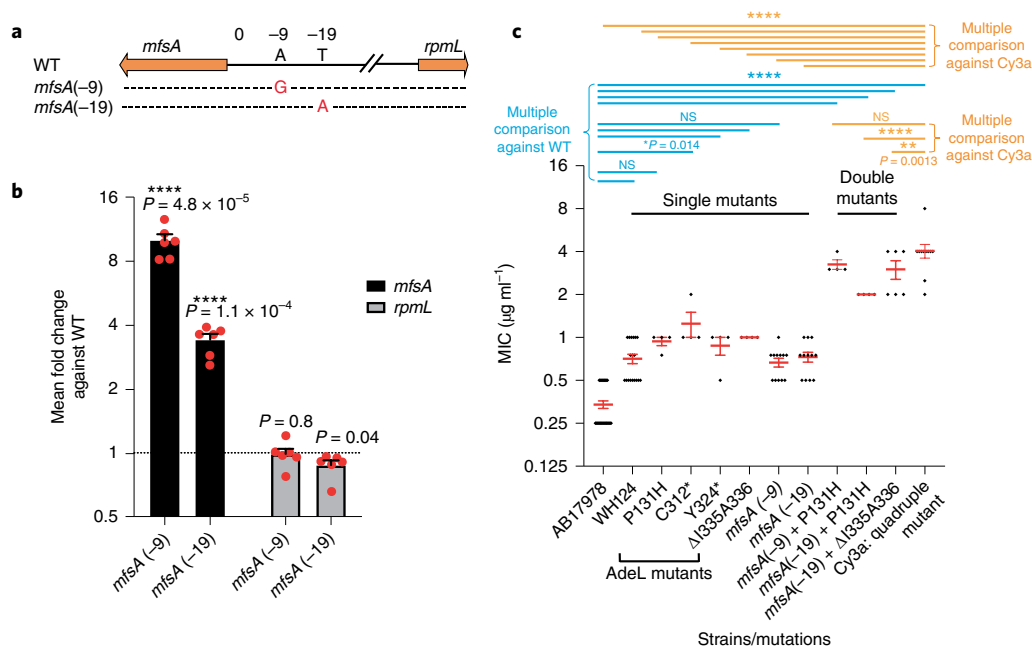 a
0 −9 −19
mfsA A T rpmL
WT
mfsA(−9) G
mfsA(−19) A
b
Mean fold change
against WT
16
8
4
2
1
0.5
****
P = 4.8 × 10−5
****
P = 1.1 × 10−4
P = 0.8
P = 0.04
mfsA
rpmL
mfsA (−9)
mfsA (−19)
mfsA (−9)
mfsA (−19)
c
****
Multiple
comparison
against Cy3a
****
Multiple
comparison
against WT
NS
*P = 0.014
NS
NS
****
**
P = 0.0013
Multiple
comparison
against Cy3a
Single mutants
Double
mutants
MIC (µg ml−1)
16
8
4
2
1
0.5
0.25
0.125
AB17978
WH124
P131H
C312*
Y324*
ΔI335A336
mfsA (−9)
mfsA (−19)
mfsA(−9) + P131H
mfsA(−19) + P131H
mfsA(−19) + ΔI335A336
Cy3a: quadruple
mutant
AdeL mutants
Strains/mutations